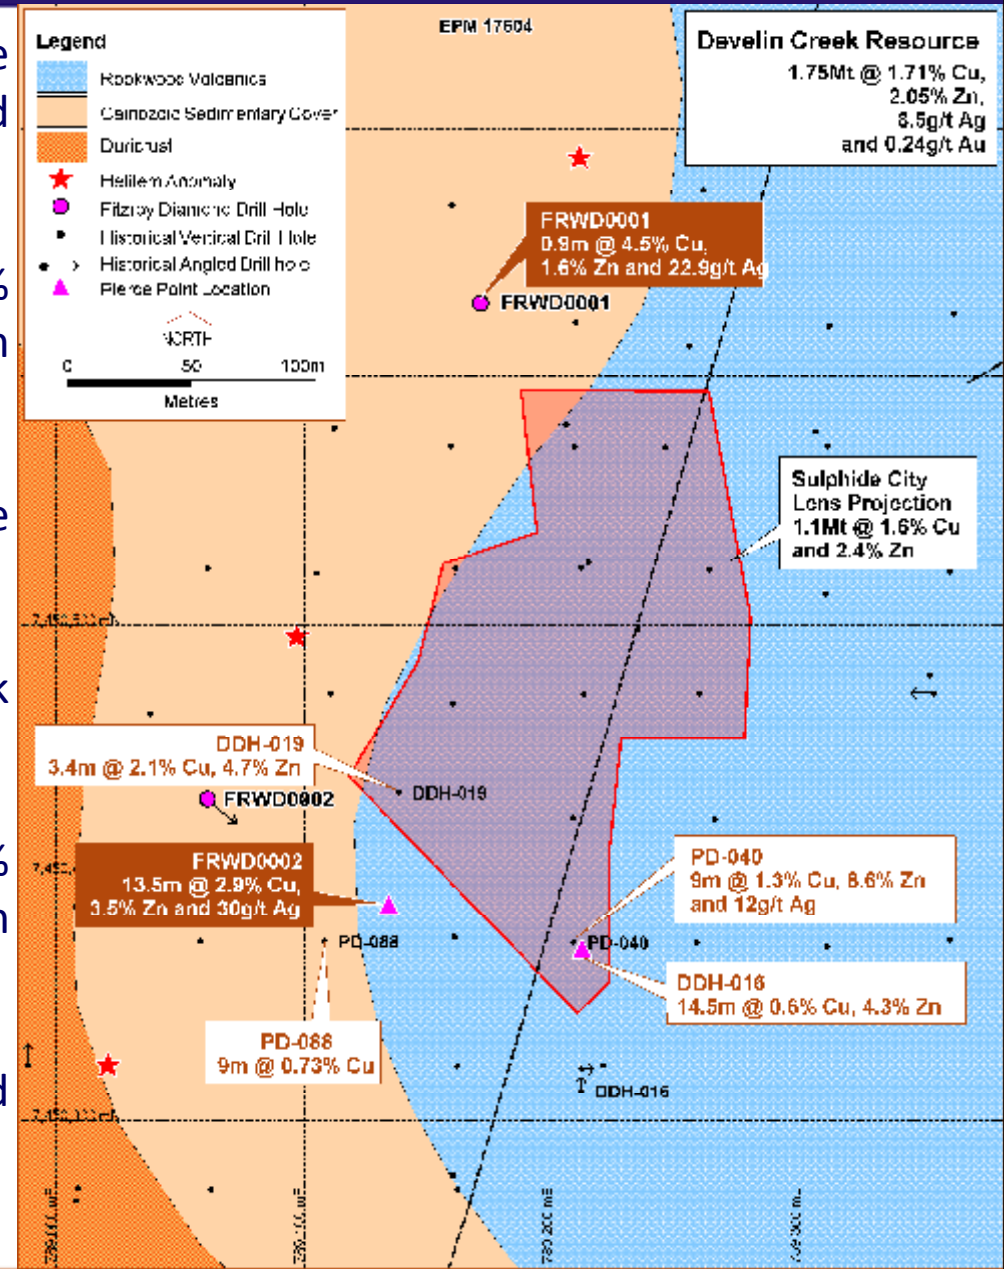 e
d
%
n
e
k
%
n
d
EPM 17604
Legend
Rookwood Volcanics
Cainozoic Sedimentary Cover
Duricrust
Helitem Anomaly
Fitzroy Diamond Drill Hole
Historical Vertical Drill Hole
Historical Angled Drill hole
Pierce Point Location
NORTH
0 50 100m
Metres
Develin Creek Resource
1.75Mt @ 1.71% Cu,
2.05% Zn,
8.5g/t Ag
and 0.24g/t Au
FRWD0001
0.9m @ 4.5% Cu,
1.6% Zn and 22.9g/t Ag
FRWD0001
Sulphide City
Lens Projection
1.1Mt @ 1.6% Cu
and 2.4% Zn
DDH-019
3.4m @ 2.1% Cu, 4.7% Zn
DDH-019
FRWD0002
FRWD0002
13.5m @ 2.9% Cu,
3.5% Zn and 30g/t Ag
PD-040
9m @ 1.3% Cu, 8.6% Zn
and 12g/t Ag
PD-088
PD-040
DDH-016
14.5m @ 0.6% Cu, 4.3% Zn
PD-088
9m @ 0.73% Cu
DDH-016